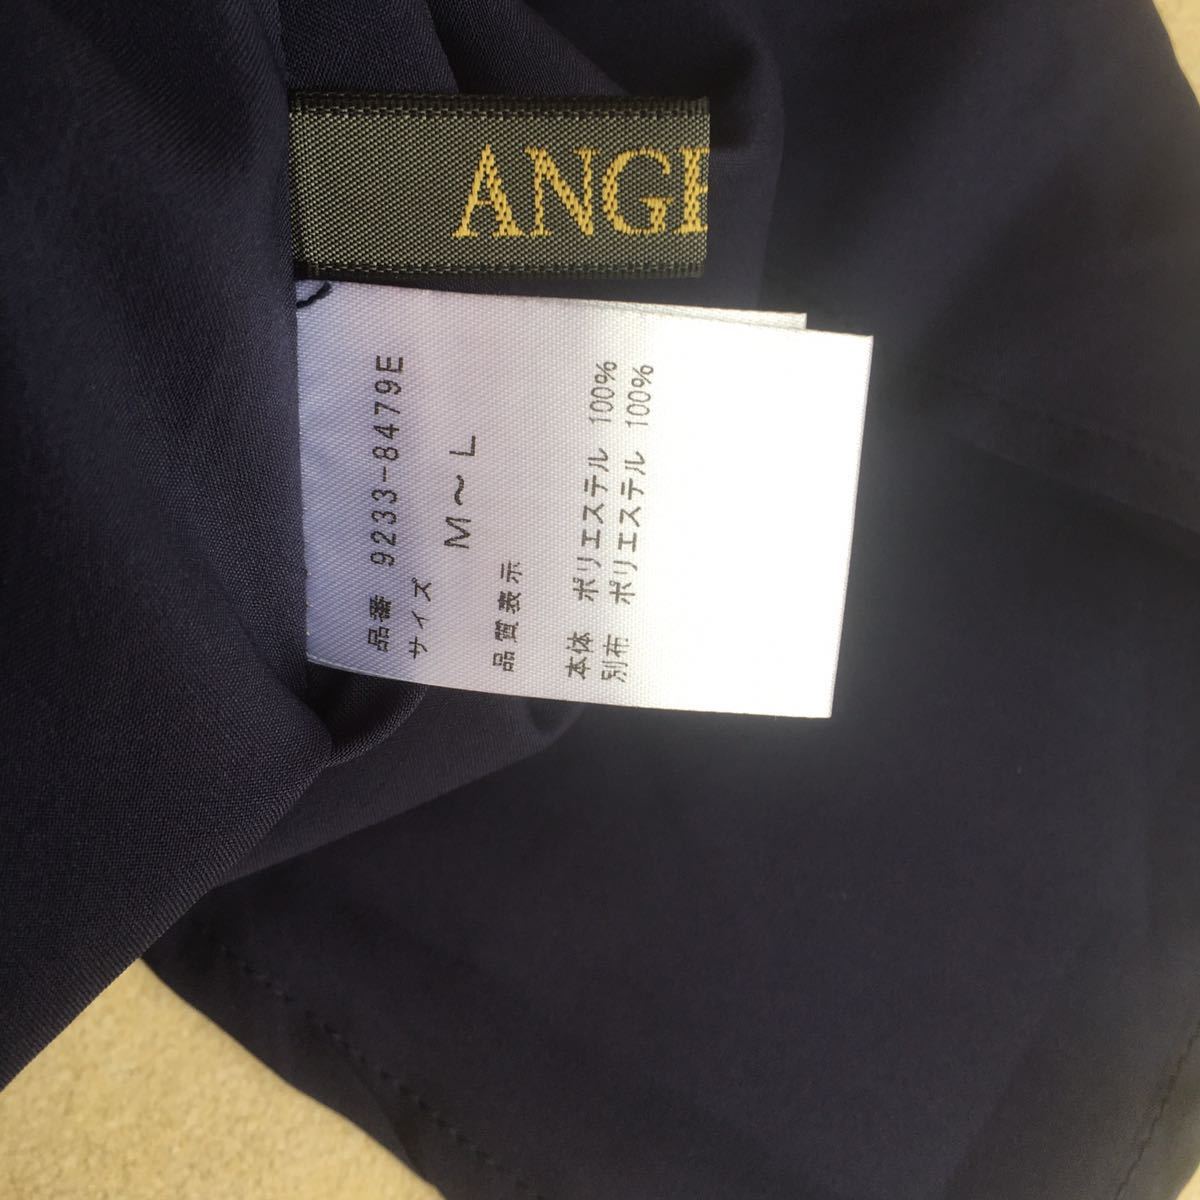 ANG
品番 9233-8479E
サイズ
M～L
品質表示
本体 ポリエステル 100%
別布 ポリエステル 100%